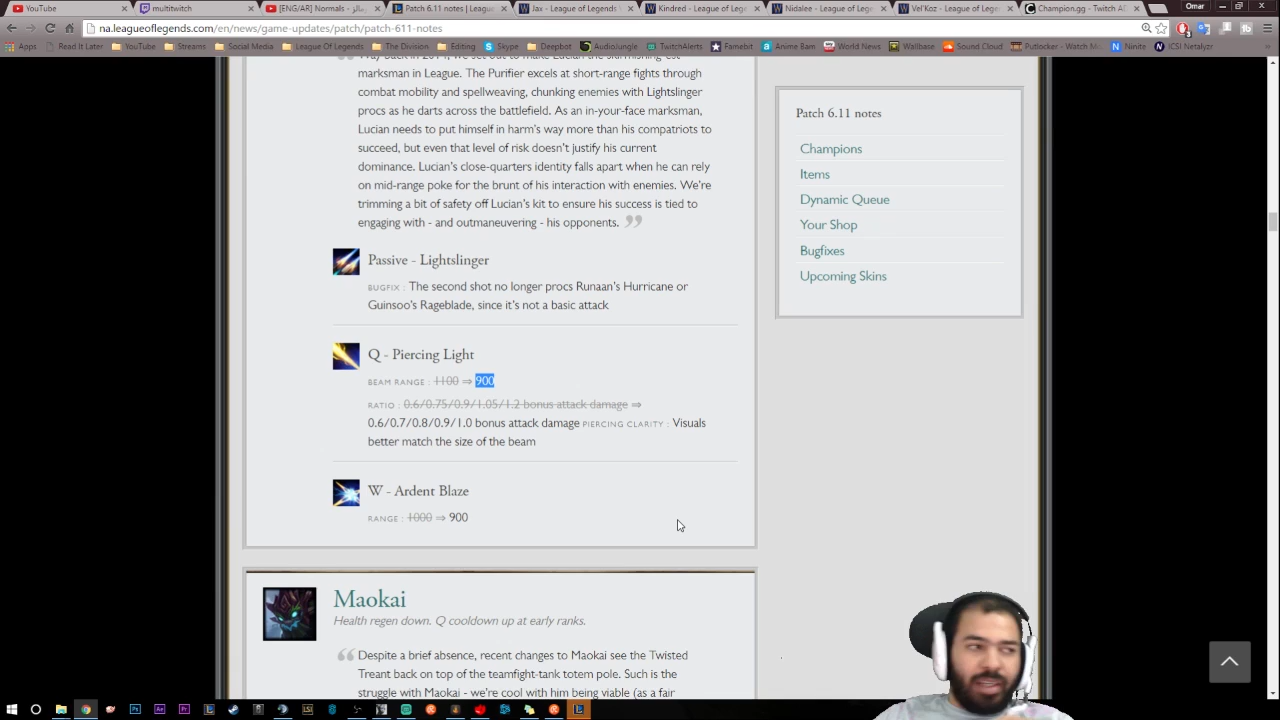 YouTube
multitwitch
[ENG/AR] Normals -
Patch 6.11 notes | Leagu
Jax - League of Legends
Kindred - League of Leg
Nidalee - League of Leg
Vel'Koz - League of Lege
Champion.gg - Twitch A
Omar
na.leagueoflegends.com/en/news/game-updates/patch/patch-611-notes
Apps Read It Later YouTube Streams Social Media League Of Legends The Division Editing Skype Deepbot AudioJungle TwitchAlerts Famebit Anime Bam World News Wallbase Sound Cloud Putlocker - Watch Ninite ICSI Netalyzr
marksman in League. The Purifier excels at short-range fights through
combat mobility and spellweaving, chunking enemies with Lightslinger
procs as he darts across the battlefield. As an in-your-face marksman,
Lucian needs to put himself in harm's way more than his compatriots to
succeed, but even that level of risk doesn't justify his current
dominance. Lucian's close-quarters identity falls apart when he can rely
on mid-range poke for the brunt of his interaction with enemies. We're
trimming a bit of safety off Lucian's kit to ensure his success is tied to
engaging with - and outmaneuvering - his opponents.
Passive - Lightslinger
BUGFIX : The second shot no longer procs Runaan's Hurricane or
Guinsoo's Rageblade, since it's not a basic attack
Q - Piercing Light
BEAM RANGE : 1100 ⇒ 900
RATIO : 0.6/0.75/0.9/1.05/1.2 bonus attack damage ⇒
0.6/0.7/0.8/0.9/1.0 bonus attack damage PIERCING CLARITY : Visuals
better match the size of the beam
W - Ardent Blaze
RANGE : 1000 ⇒ 900
Maokai
Health regen down. Q cooldown up at early ranks.
Despite a brief absence, recent changes to Maokai see the Twisted
Treant back on top of the teamfight-tank totem pole. Such is the
struggle with Maokai - we're cool with him being viable (as a fair
Patch 6.11 notes
Champions
Items
Dynamic Queue
Your Shop
Bugfixes
Upcoming Skins